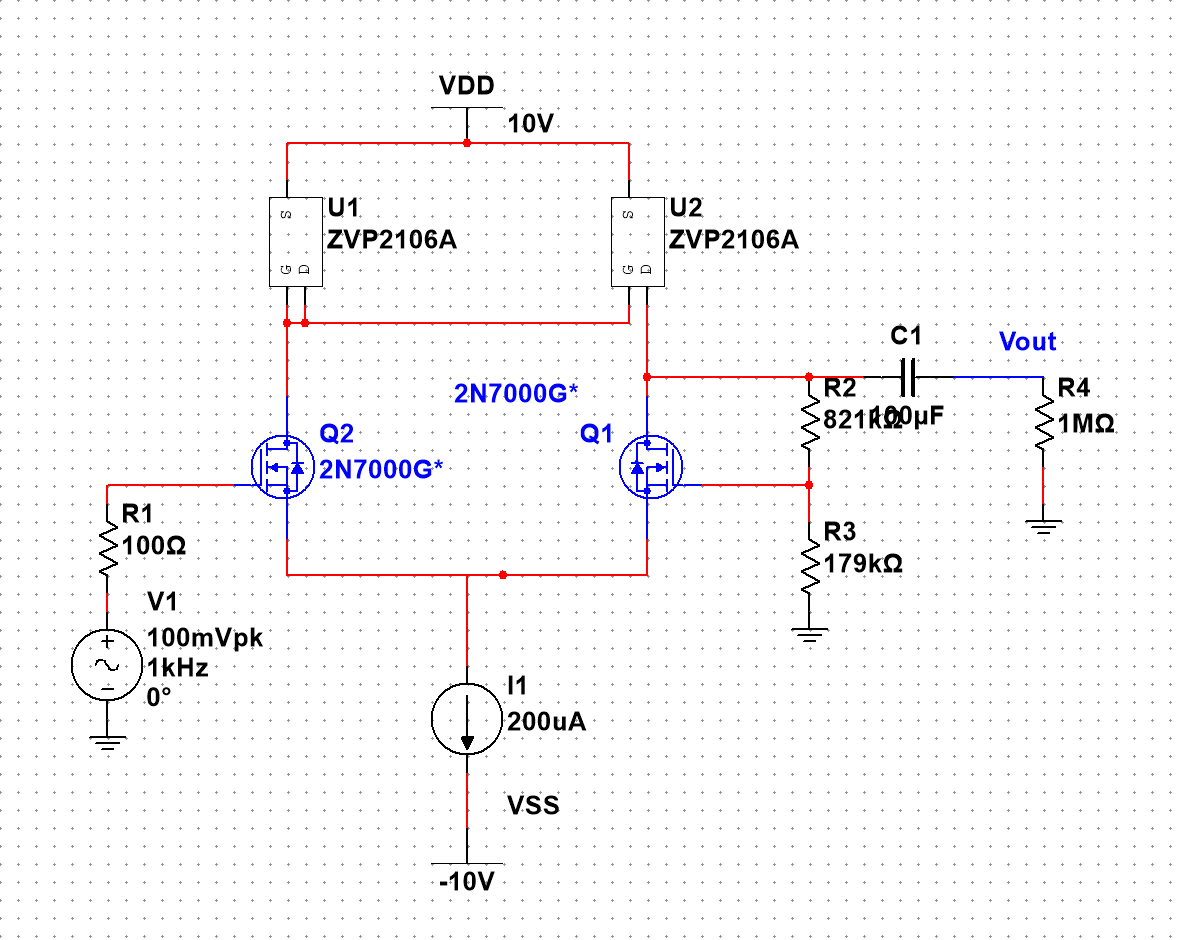 VDD
10V
S
U1
ZVP2106A
G D
S
U2
ZVP2106A
G D
C1
100µF
Vout
R2
821kΩ
R4
1MΩ
2N7000G*
Q2
2N7000G*
Q1
R1
100Ω
R3
179kΩ
V1
100mVpk
1kHz
0°
I1
200uA
VSS
-10V